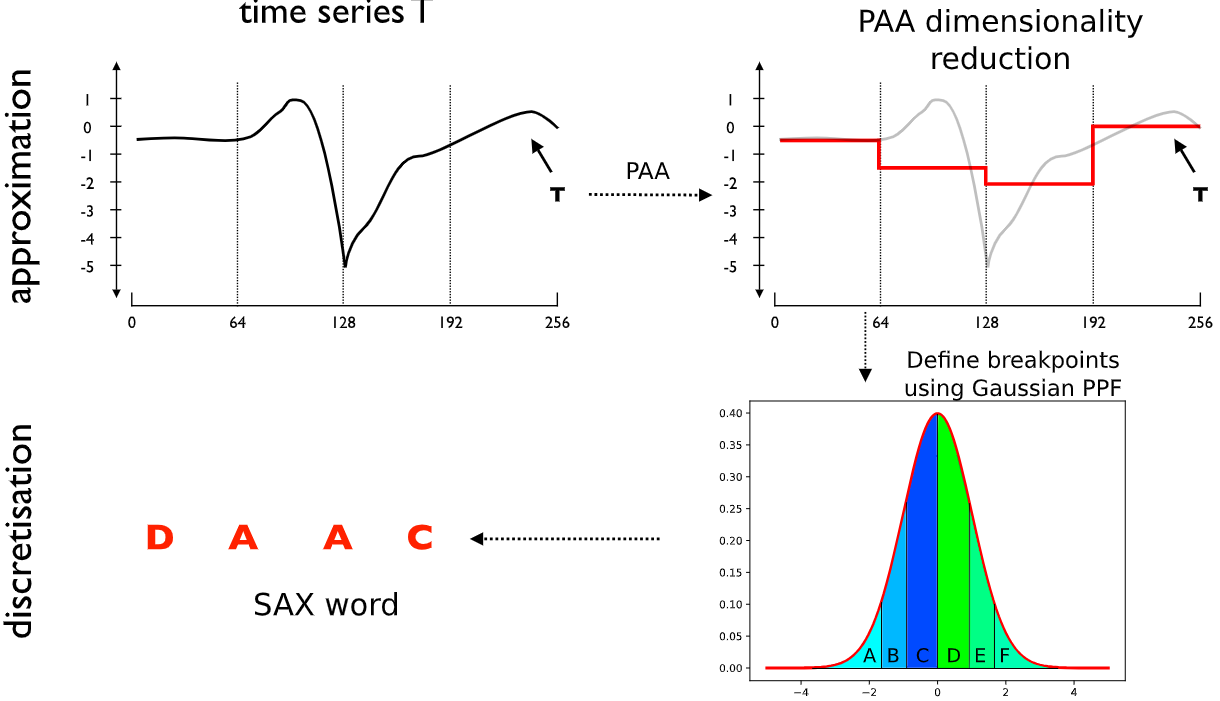 time series T
PAA dimensionality
reduction
approximation
1
0
-1
-2
-3
-4
-5
0 64 128 192 256
T
PAA
1
0
-1
-2
-3
-4
-5
0 64 128 192 256
T
Define breakpoints
using Gaussian PPF
discretisation
D A A C
SAX word
0.40
0.35
0.30
0.25
0.20
0.15
0.10
0.05
0.00
A B C D E F
−4 −2 0 2 4